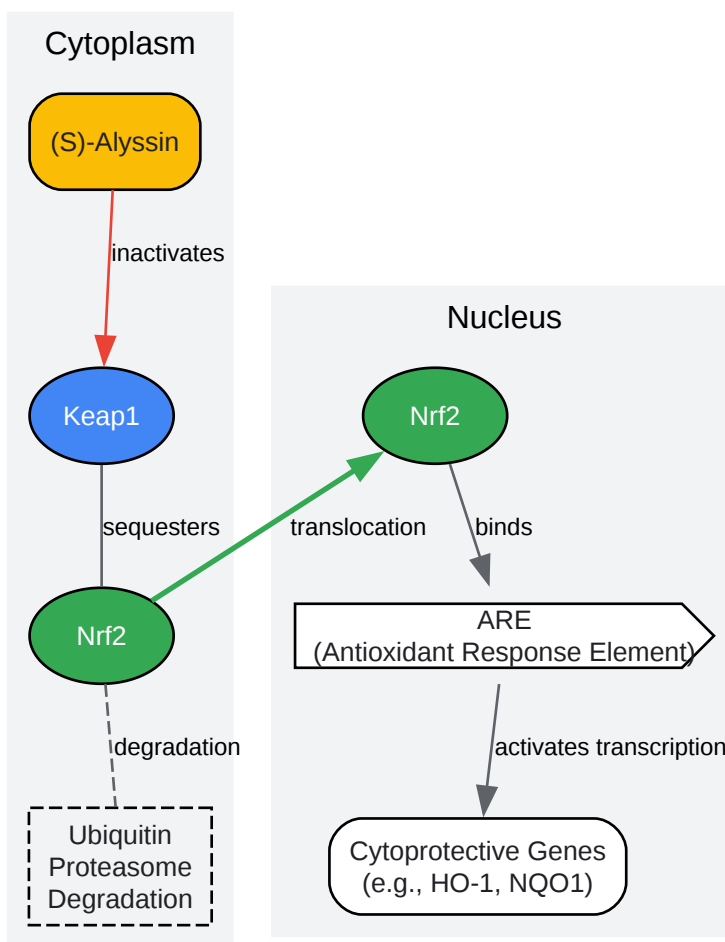 Cytoplasm
(S)-Alyssin
inactivates
Keap1
sequesters
Nrf2
degradation
Ubiquitin
Proteasome
Degradation
translocation
Nucleus
Nrf2
binds
ARE
(Antioxidant Response Element)
activates transcription
Cytoprotective Genes
(e.g., HO-1, NQO1)